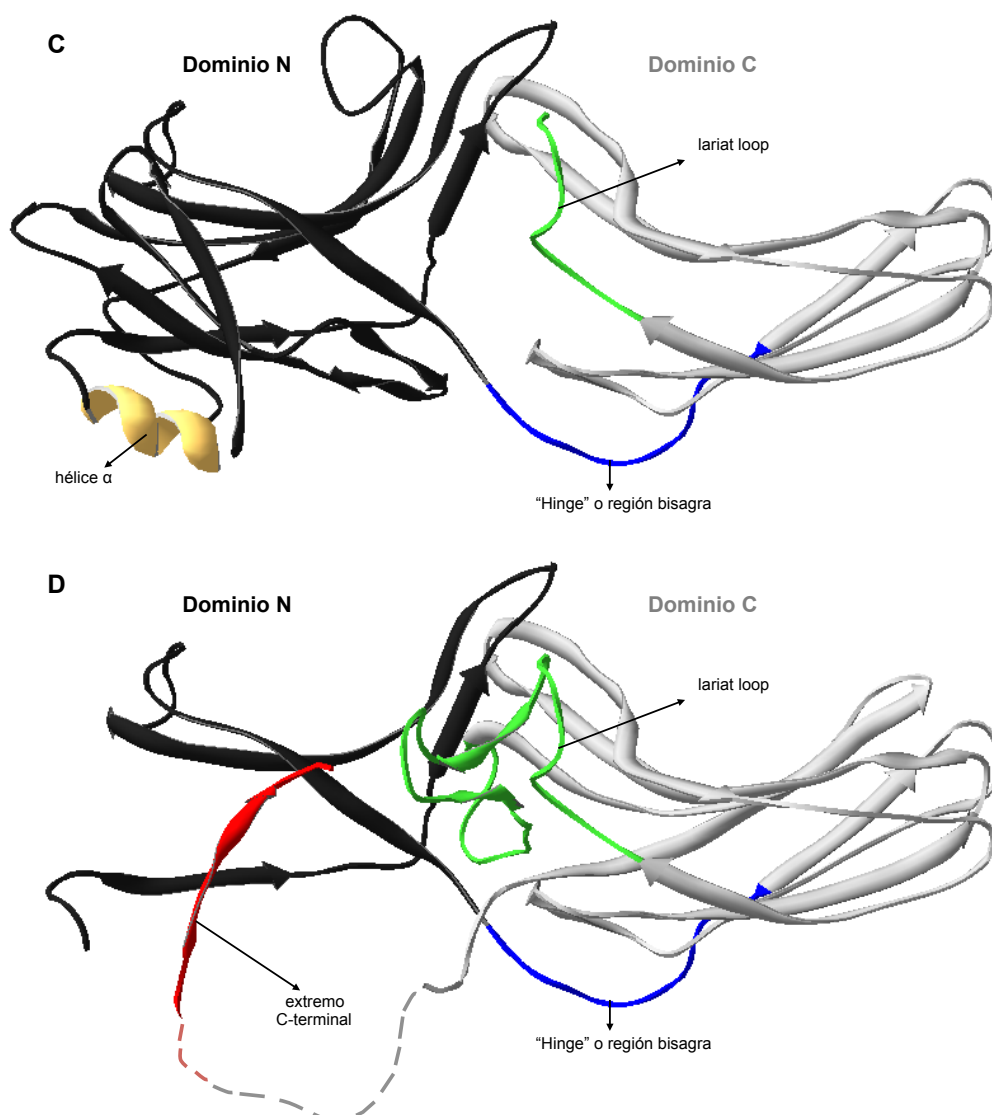 C
Dominio N
Dominio C
lariat loop
hélice α
“Hinge” o región bisagra
D
Dominio N
Dominio C
lariat loop
extremo
C-terminal
“Hinge” o región bisagra